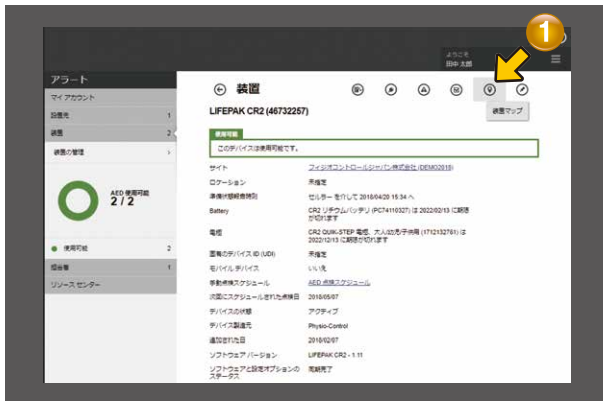 1
ようこそ
田中 太郎
アラート
マイ アカウント
設置先 1
装置 2
装置の管理
AED 使用可能
2 / 2
使用可能 2
担当者 1
リソース センター
装置
装置マップ
LIFEPAK CR2 (46732257)
使用可能
このデバイスは使用可能です。
サイト フィジオコントロールジャパン株式会社 (DEMO2018)
ロケーション 未指定
準備状態報告時刻 セルラー を介して 2018/04/20 15:34 へ
Battery CR2 リチウムバッテリ (PC74110327) は 2022/02/13 に期限
が切れます
電極 CR2 QUIK-STEP 電極、大人/幼児/子供用 (1712132761) は
2022/12/13 に期限が切れます
固有のデバイス ID (UDI) 未指定
モバイル デバイス いいえ
手動点検スケジュール AED 点検スケジュール
次回にスケジュールされた点検日 2018/05/07
デバイスの状態 アクティブ
デバイス製造元 Physio-Control
追加された日 2018/02/07
ソフトウェア バージョン LIFEPAK CR2 - 1.11
ソフトウェアと設定オプションの 同期完了
ステータス